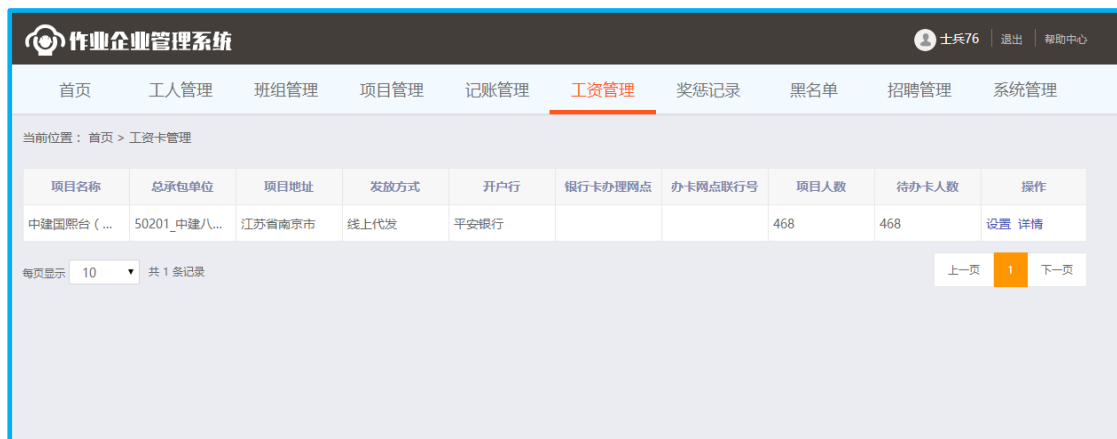 作业企业管理系统 士兵76 退出 帮助中心
首页 工人管理 班组管理 项目管理 记账管理 工资管理 奖惩记录 黑名单 招聘管理 系统管理
当前位置： 首页 > 工资卡管理
项目名称 总承包单位 项目地址 发放方式 开户行 银行卡办理网点 办卡网点联行号 项目人数 待办卡人数 操作
中建国熙台（... 50201_中建八... 江苏省南京市 线上代发 平安银行 468 468 设置 详情
每页显示 10 共 1 条记录 上一页 1 下一页